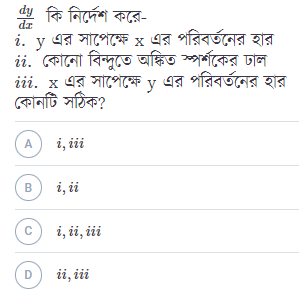 dy/dx কি নির্দেশ করে-
i. y এর সাপেক্ষে x এর পরিবর্তনের হার
ii. কোনো বিন্দুতে অঙ্কিত স্পর্শকের ঢাল
iii. x এর সাপেক্ষে y এর পরিবর্তনের হার
কোনটি সঠিক?
A i, iii
B i, ii
C i, ii, iii
D ii, iii